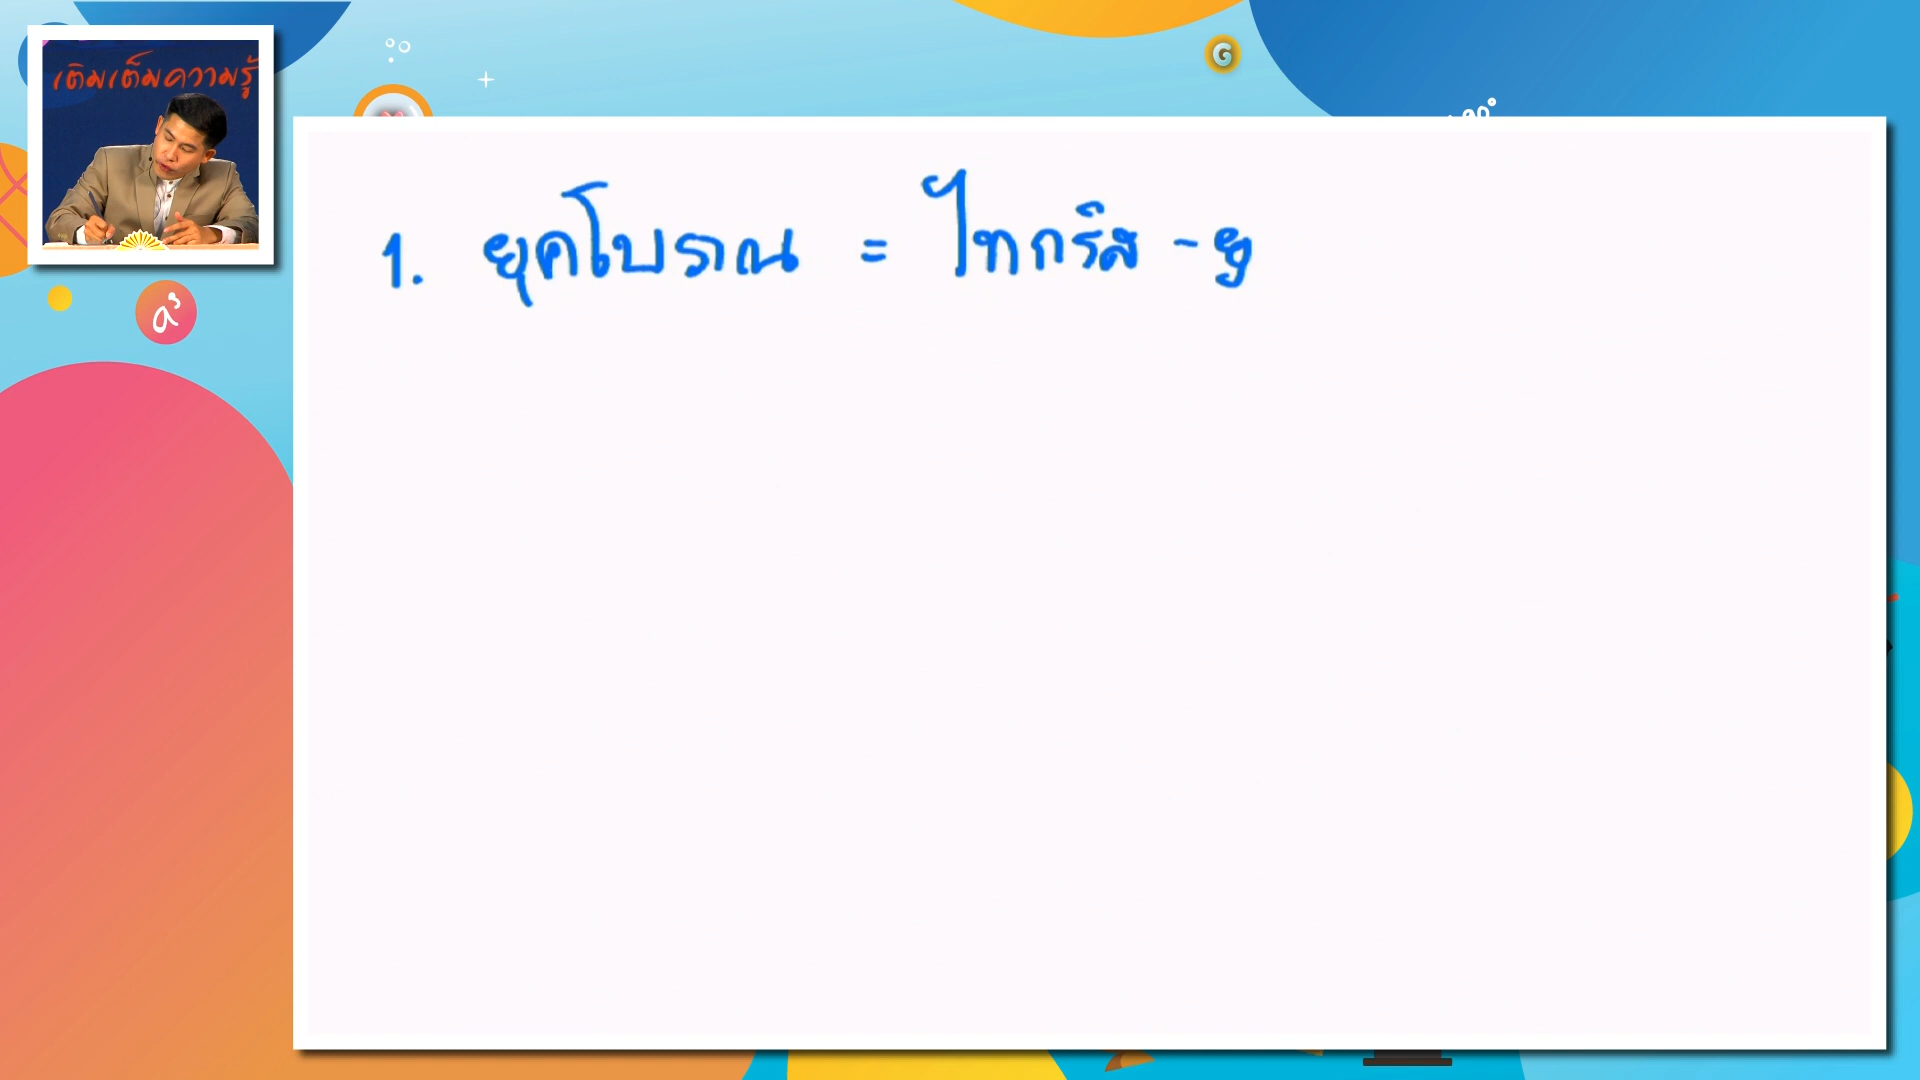 เติมเต็มความรู้
G
a³
1. ยุคโบราณ = ไทกริส - ยู